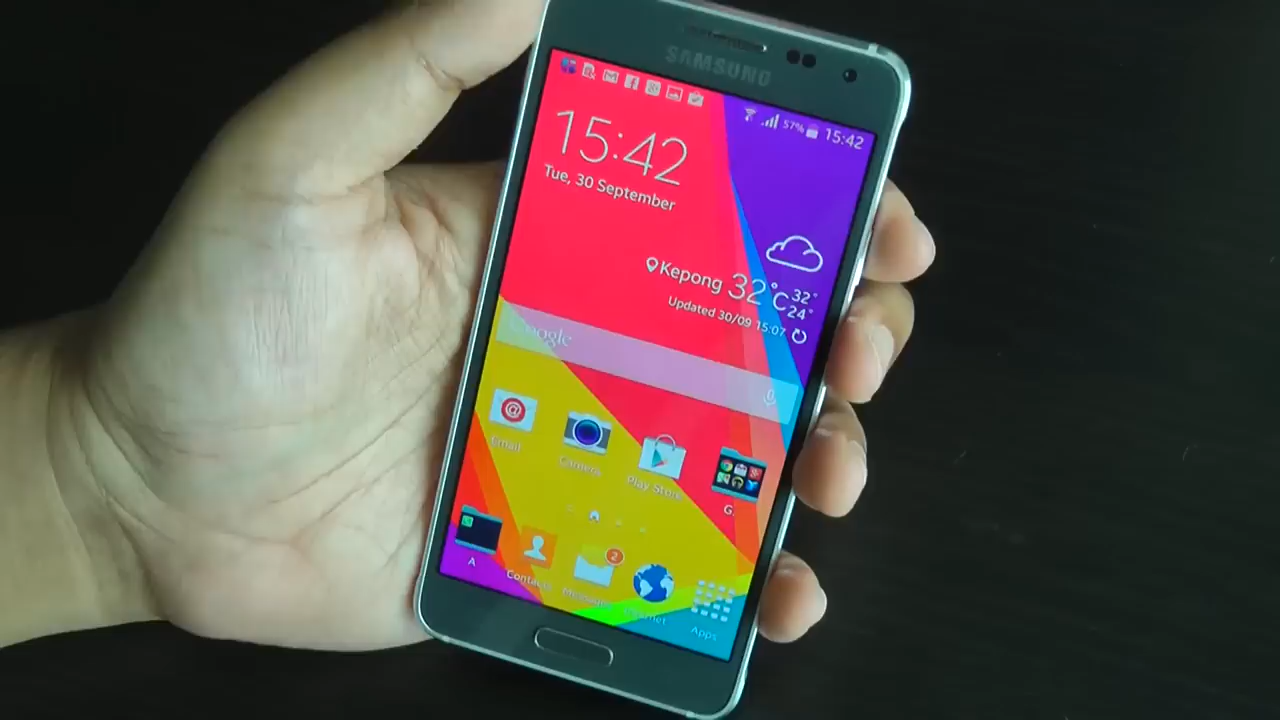 SAMSUNG
57% 15:42
15:42
Tue, 30 September
Kepong 32°C 32°
24°
Updated 30/09 15:07
Google
Email
Camera
Play Store
G.
A
Contacts
Messages
2
Internet
Apps